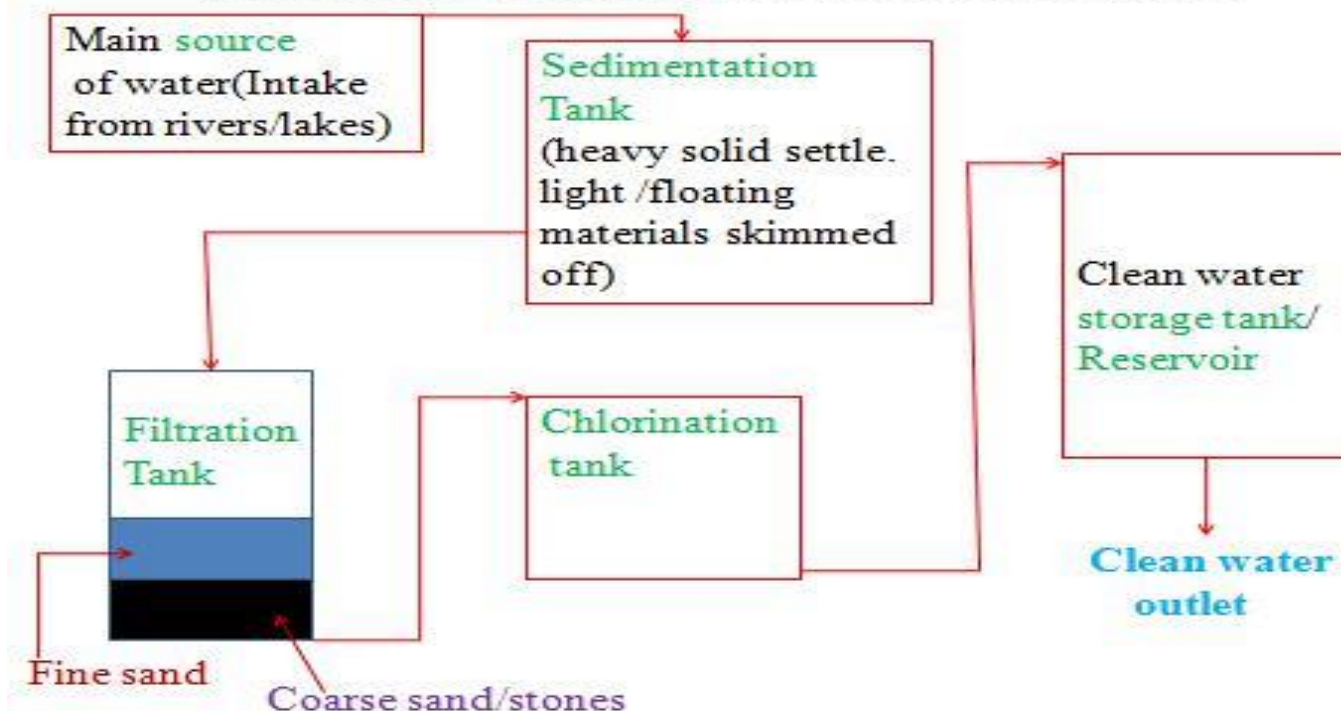 Main source
of water(Intake
from rivers/lakes)
Sedimentation
Tank
(heavy solid settle.
light /floating
materials skimmed
off)
Filtration
Tank
Fine sand
Coarse sand/stones
Chlorination
tank
Clean water
storage tank/
Reservoir
Clean water
outlet